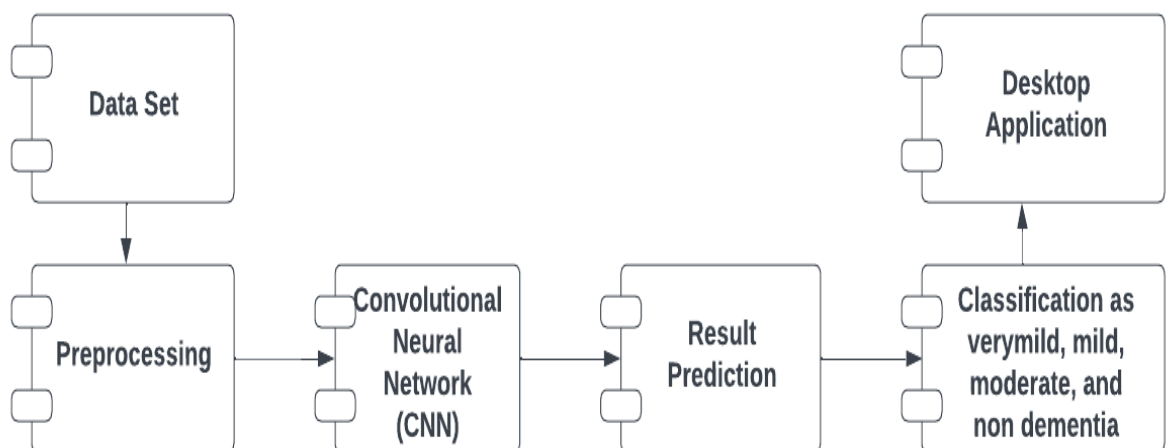 Data Set
Desktop
Application
Preprocessing
Convolutional
Neural
Network
(CNN)
Result
Prediction
Classification as
verymild, mild,
moderate, and
non dementia